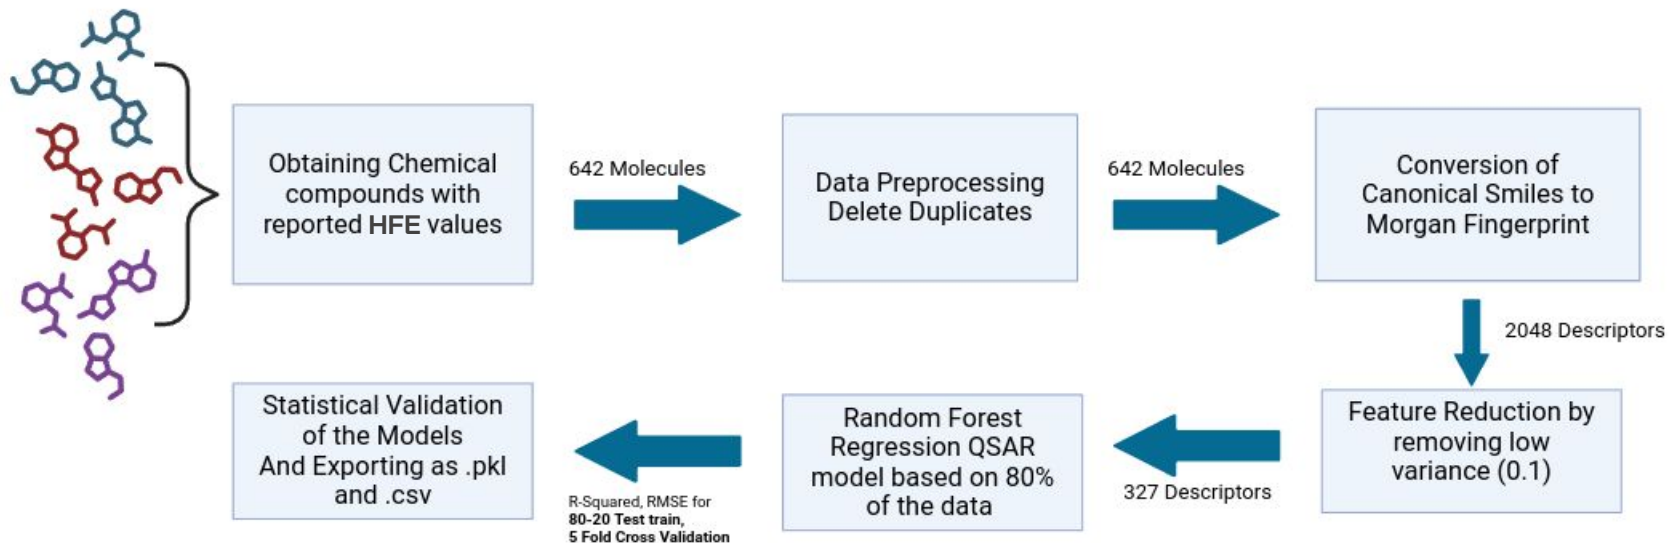 Obtaining Chemical
compounds with
reported HFE values
642 Molecules
Data Preprocessing
Delete Duplicates
642 Molecules
Conversion of
Canonical Smiles to
Morgan Fingerprint
2048 Descriptors
Feature Reduction by
removing low
variance (0.1)
327 Descriptors
Random Forest
Regression QSAR
model based on 80%
of the data
R-Squared, RMSE for
80-20 Test train,
5 Fold Cross Validation
Statistical Validation
of the Models
And Exporting as .pkl
and .csv